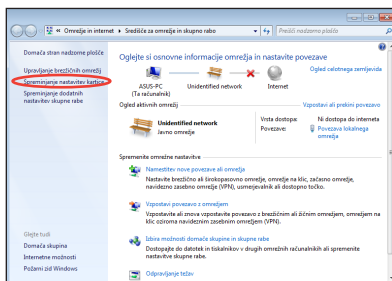 « Omrežje in internet ▸ Središče za omrežje in skupno rabo
Preišči nadzorno ploščo
Domača stran nadzorne plošče
Upravljanje brezžičnih omrežij
Spreminjanje nastavitev kartice
Spreminjanje dodatnih
nastavitev skupne rabe
Oglejte si osnovne informacije omrežja in nastavite povezave
Ogled celotnega zemljevida
ASUS-PC
(Ta računalnik)
Unidentified network
Internet
Ogled aktivnih omrežij
Vzpostavi ali prekini povezavo
Unidentified network
Javno omrežje
Vrsta dostopa: Ni dostopa do interneta
Povezave: Povezava lokalnega
omrežja
Spremenite omrežne nastavitve
Namestitev nove povezave ali omrežja
Nastavite brezžično ali širokopasovno omrežje, omrežje na klic, začasno omrežje,
navidezno zasebno omrežje (VPN), usmerjevalnik ali dostopno točko.
Vzpostavi povezavo z omrežjem
Vzpostavite ali znova vzpostavite povezavo z brezžičnim ali žičnim omrežjem, omrežjem na
klic oziroma navideznim zasebnim omrežjem (VPN).
Izbira možnosti domače skupine in skupne rabe
Dostopajte do datotek in tiskalnikov v drugih omrežnih računalnikih ali spremenite
nastavitve skupne rabe.
Odpravljanje težav
Glejte tudi
Domača skupina
Internetne možnosti
Požarni zid Windows